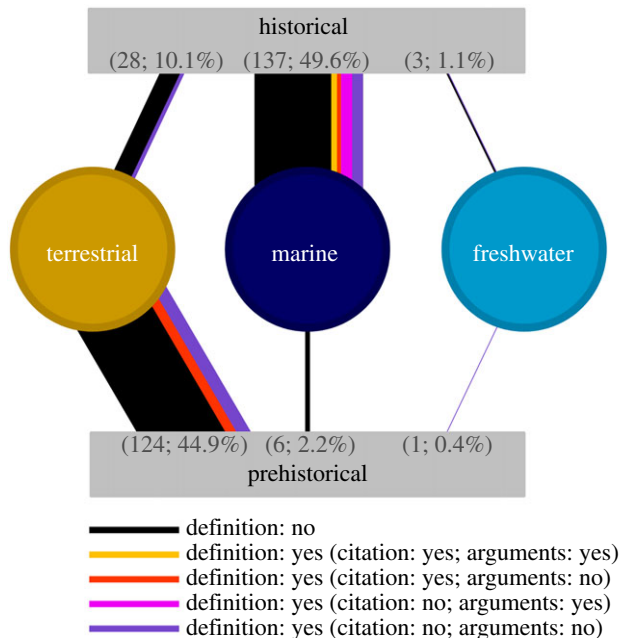 historical
(28; 10.1%) (137; 49.6%) (3; 1.1%)
terrestrial marine freshwater
(124; 44.9%) (6; 2.2%) (1; 0.4%)
prehistorical
definition: no
definition: yes (citation: yes; arguments: yes)
definition: yes (citation: yes; arguments: no)
definition: yes (citation: no; arguments: yes)
definition: yes (citation: no; arguments: no)